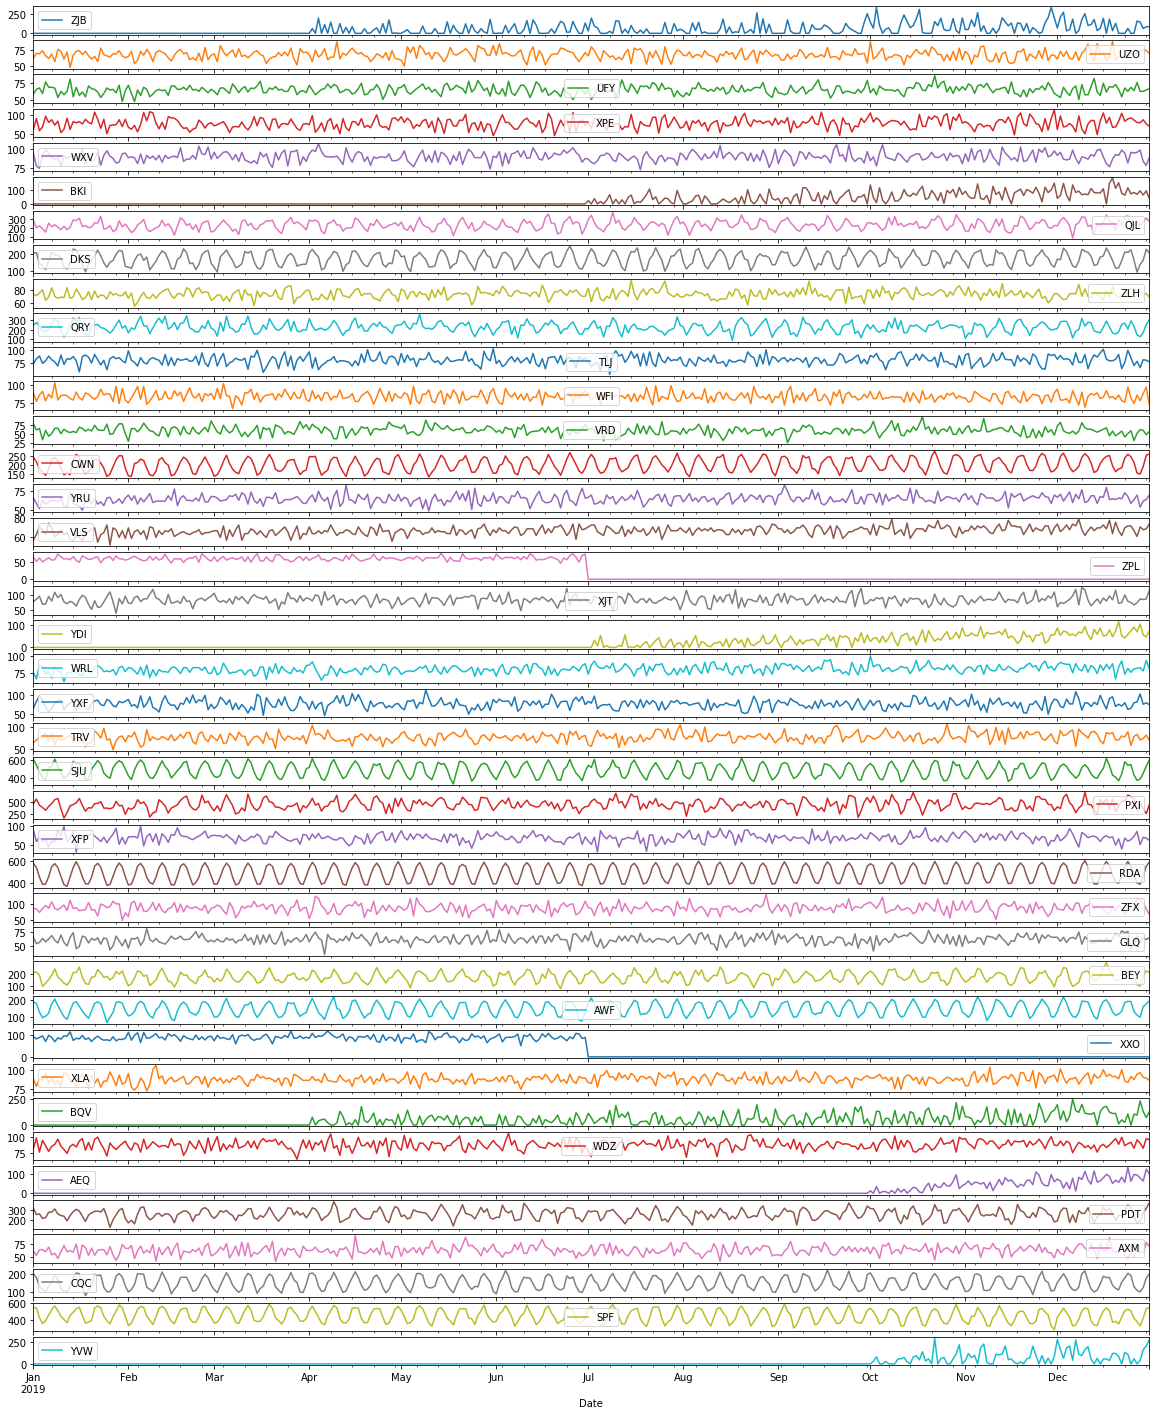 250
0
ZJB
75
50
UZO
75
50
UFY
100
50
XPE
100
75
WXV
100
0
BKI
300
200
100
QJL
200
100
DKS
80
60
ZLH
300
200
100
QRY
100
75
TLJ
100
75
WFI
75
50
25
VRD
250
200
150
CWN
75
50
YRU
80
60
VLS
50
0
ZPL
100
50
XJT
100
0
YDI
100
75
WRL
100
50
YXF
100
50
TRV
600
400
SJU
500
250
PXI
100
50
XFP
600
400
RDA
100
50
ZFX
75
50
GLQ
200
100
BEY
200
100
AWF
100
0
XXO
100
75
XLA
250
0
BQV
100
75
WDZ
100
0
AEQ
300
200
PDT
75
50
AXM
200
100
CQC
600
400
SPF
250
0
YVW
Jan Feb Mar Apr May Jun Jul Aug Sep Oct Nov Dec
2019
Date